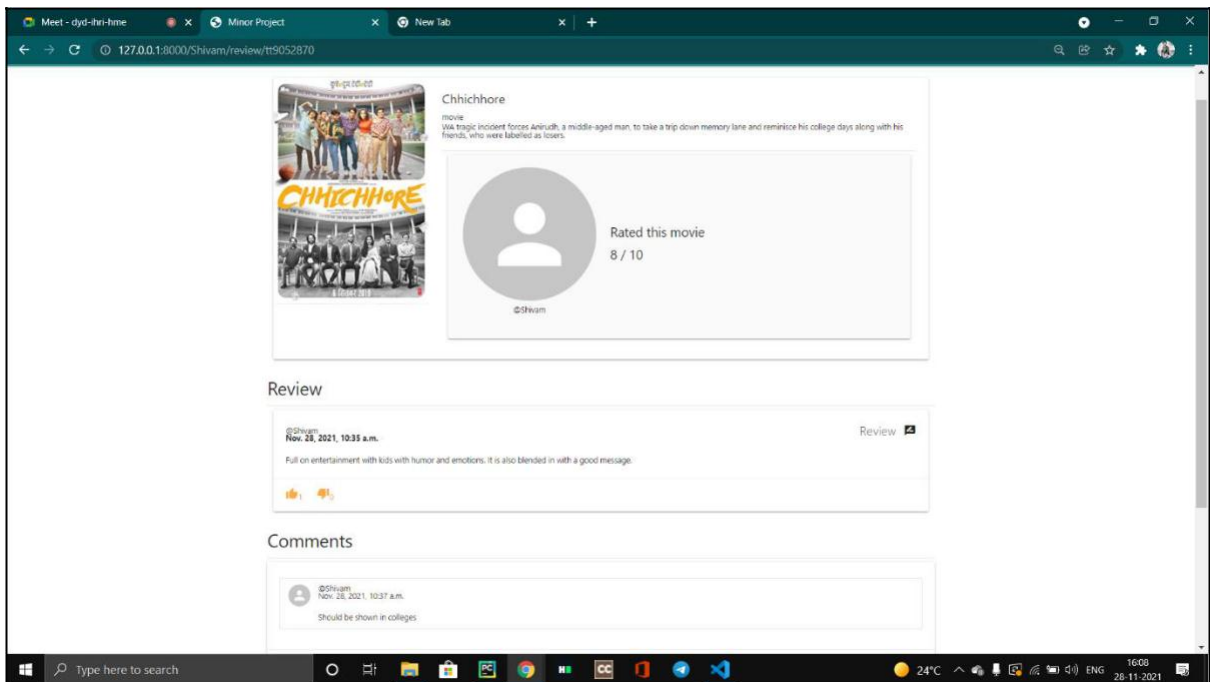 Meet - dyd-ihri-hme
Minor Project
New Tab
127.0.0.1:8000/Shivam/review/tt9052870
Chhichhore
movie
WA tragic incident forces Anirudh, a middle-aged man, to take a trip down memory lane and reminisce his college days along with his
friends, who were labelled as losers.
CHHICHHORE
Rated this movie
8 / 10
@Shivam
Review
@Shivam
Nov. 28, 2021, 10:35 a.m.
Review
Full on entertainment with kids with humor and emotions. It is also blended in with a good message.
1
0
Comments
@Shivam
Nov. 28, 2021, 10:37 a.m.
Should be shown in colleges
Type here to search
PC
CC
24°C
ENG
16:08
28-11-2021